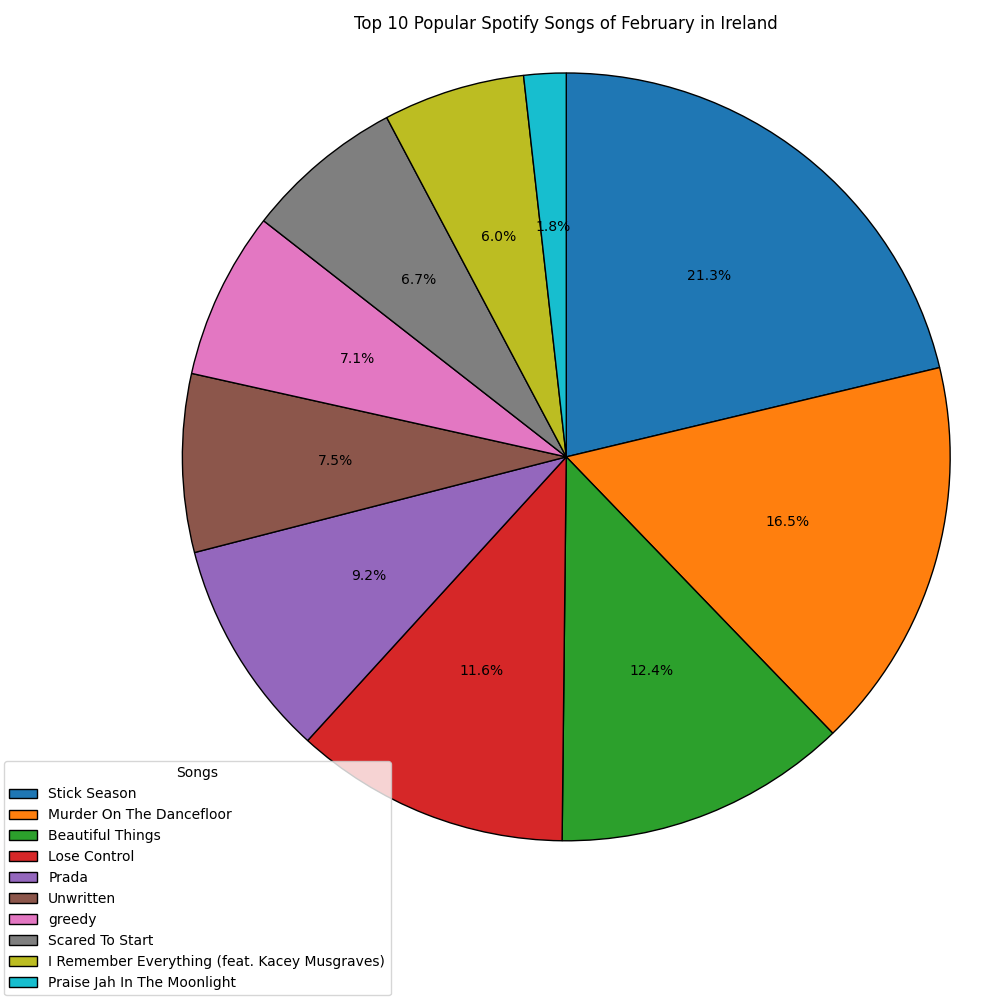 Top 10 Popular Spotify Songs of February in Ireland
1.8%
6.0%
21.3%
6.7%
7.1%
7.5%
16.5%
9.2%
11.6%
12.4%
Songs
Stick Season
Murder On The Dancefloor
Beautiful Things
Lose Control
Prada
Unwritten
greedy
Scared To Start
I Remember Everything (feat. Kacey Musgraves)
Praise Jah In The Moonlight